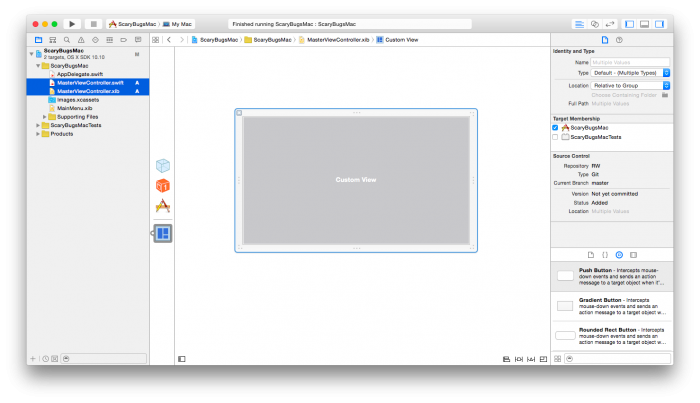 ScaryBugsMac
My Mac
Finished running ScaryBugsMac : ScaryBugsMac
ScaryBugsMac
2 targets, OS X SDK 10.10
M
ScaryBugsMac
AppDelegate.swift
MasterViewController.swift
A
MasterViewController.xib
A
Images.xcassets
MainMenu.xib
Supporting Files
ScaryBugsMacTests
Products
ScaryBugsMac
ScaryBugsMac
MasterViewController.xib
Custom View
Custom View
Identity and Type
Name
Multiple Values
Type
Default - (Multiple Types)
Location
Relative to Group
Choose Containing Folder
Full Path
Multiple Values
Target Membership
ScaryBugsMac
ScaryBugsMacTests
Source Control
Repository
RW
Type
Git
Current Branch
master
Version
Not yet committed
Status
Added
Location
Multiple Values
Push Button - Intercepts mouse-
down events and sends an action
message to a target object when it'...
Gradient Button - Intercepts
mouse-down events and sends an
action message to a target object w...
Rounded Rect Button - Intercepts
mouse-down events and sends an
action message to a target object w...